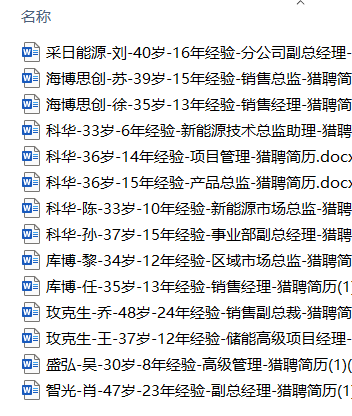 名称
采日能源-刘-40岁-16年经验-分公司副总经理-
海博思创-苏-39岁-15年经验-销售总监-猎聘简
海博思创-徐-35岁-13年经验-销售经理-猎聘简
科华-33岁-6年经验-新能源技术总监助理-猎聘
科华-36岁-14年经验-项目管理-猎聘简历.docx
科华-36岁-15年经验-产品总监-猎聘简历.docx
科华-陈-33岁-10年经验-新能源市场总监-猎聘
科华-孙-37岁-15年经验-事业部副总经理-猎聘
库博-黎-34岁-12年经验-区域市场总监-猎聘简
库博-任-35岁-13年经验-销售经理-猎聘简历(1)
玫克生-乔-48岁-24年经验-销售副总裁-猎聘简
玫克生-王-37岁-12年经验-储能高级项目经理-
盛弘-吴-30岁-8年经验-高级管理-猎聘简历(1)(
智光-肖-47岁-23年经验-副总经理-猎聘简历(1